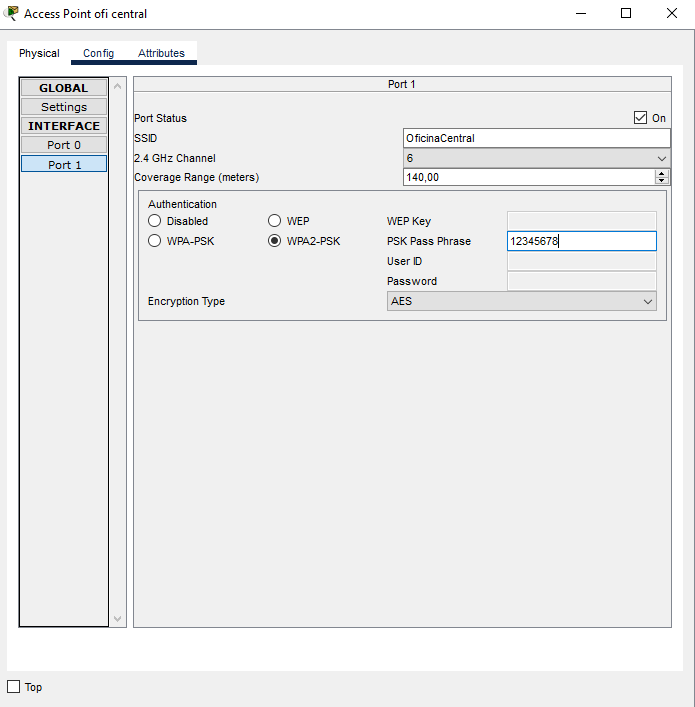 Access Point ofi central
Physical Config Attributes
GLOBAL
Settings
INTERFACE
Port 0
Port 1
Port 1
Port Status On
SSID OficinaCentral
2.4 GHz Channel 6
Coverage Range (meters) 140,00
Authentication
Disabled WEP WEP Key
WPA-PSK WPA2-PSK PSK Pass Phrase 12345678
User ID
Password
Encryption Type AES
Top